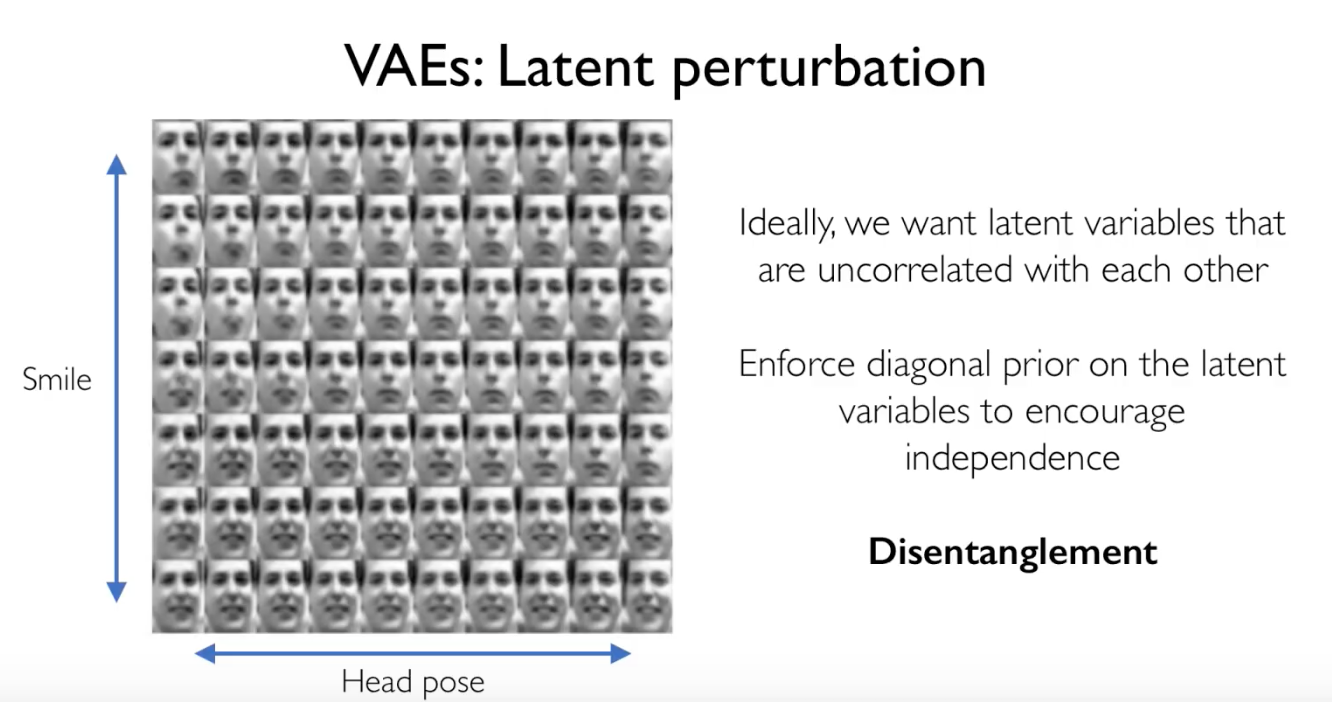 VAEs: Latent perturbation
Smile
Head pose
Ideally, we want latent variables that
are uncorrelated with each other
Enforce diagonal prior on the latent
variables to encourage
independence
Disentanglement